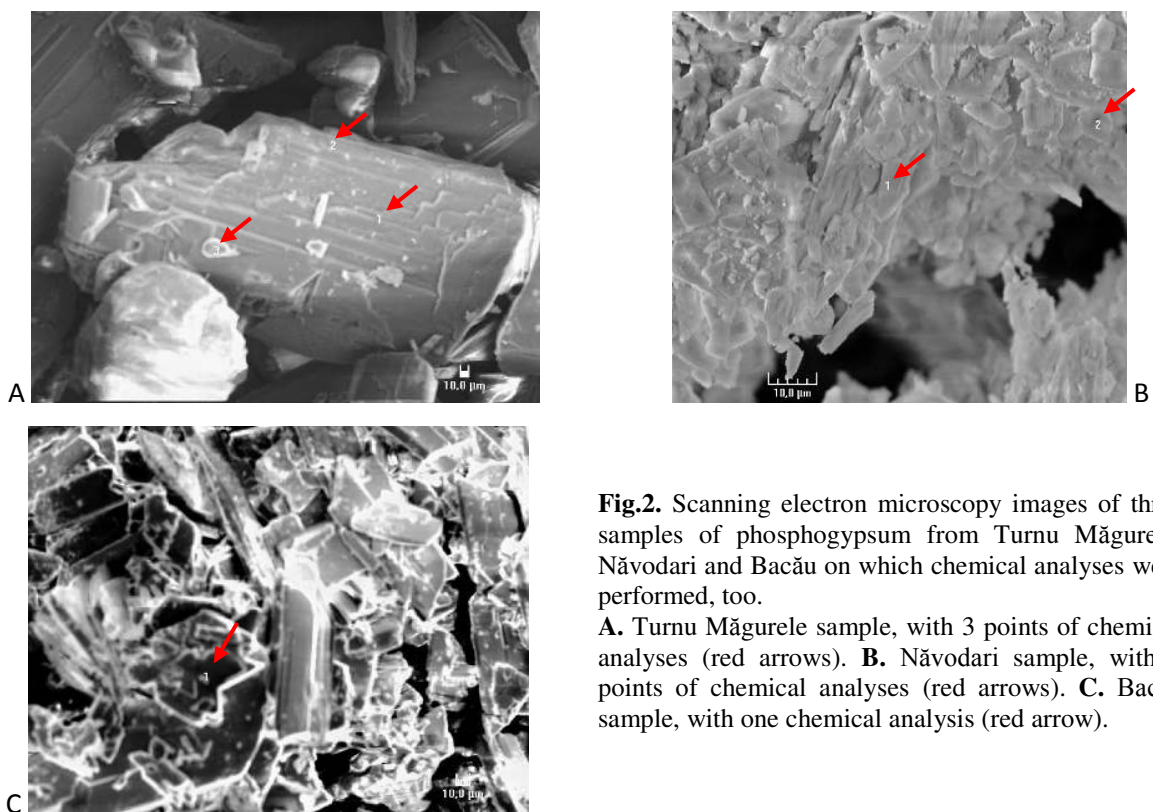 2
1
3
10,0 µm
A
2
1
10,0 µm
B
1
10,0 µm
C
Fig.2. Scanning electron microscopy images of thr
samples of phosphogypsum from Turnu Măgure
Năvodari and Bacău on which chemical analyses we
performed, too.
A. Turnu Măgurele sample, with 3 points of chemi
analyses (red arrows). B. Năvodari sample, with
points of chemical analyses (red arrows). C. Bac
sample, with one chemical analysis (red arrow).